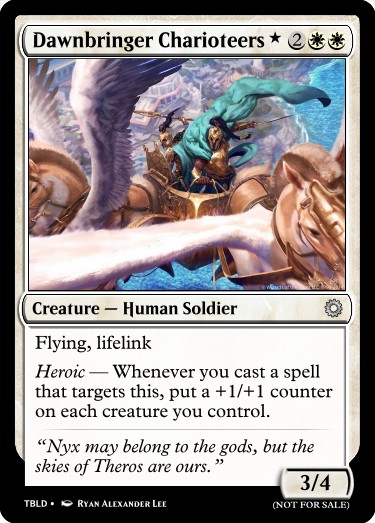 Dawnbringer Charioteers ★ 2
Creature — Human Soldier
Flying, lifelink
Heroic — Whenever you cast a spell
that targets this, put a +1/+1 counter
on each creature you control.
“Nyx may belong to the gods, but the
skies of Theros are ours.”
3/4
TBLD • Ryan Alexander Lee
(NOT FOR SALE)